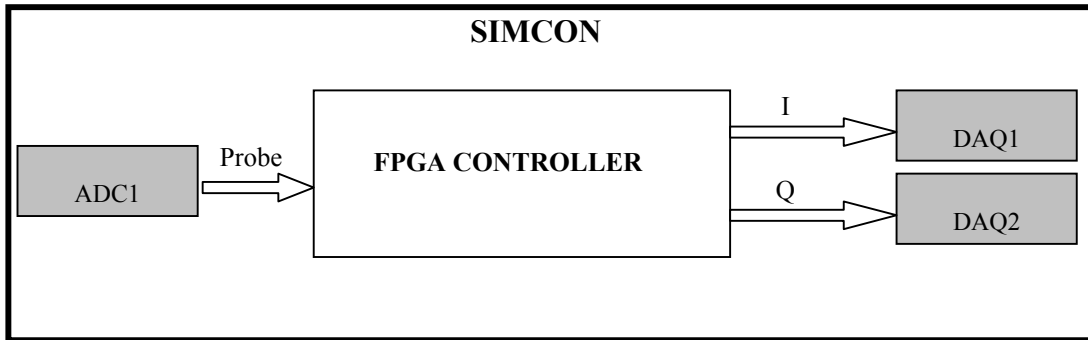 SIMCON
I
DAQ1
Probe
FPGA CONTROLLER
ADC1
Q
DAQ2